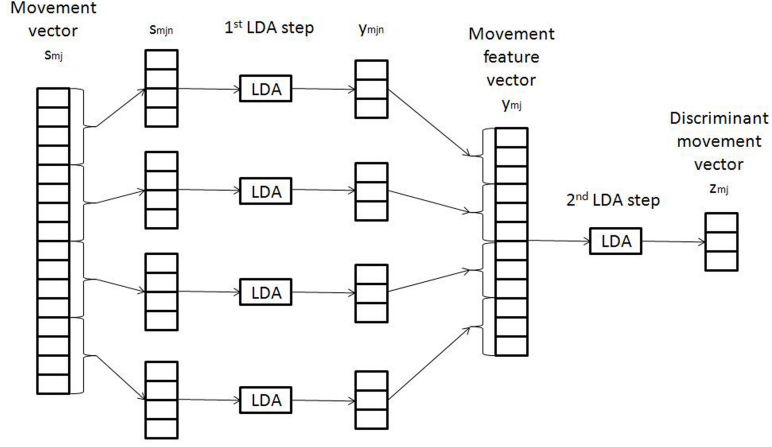 Movement
vector
smj
smjn
1st LDA step
ymjn
Movement
feature
vector
ymj
Discriminant
movement
vector
zmj
2nd LDA step
LDA
LDA
LDA
LDA
LDA